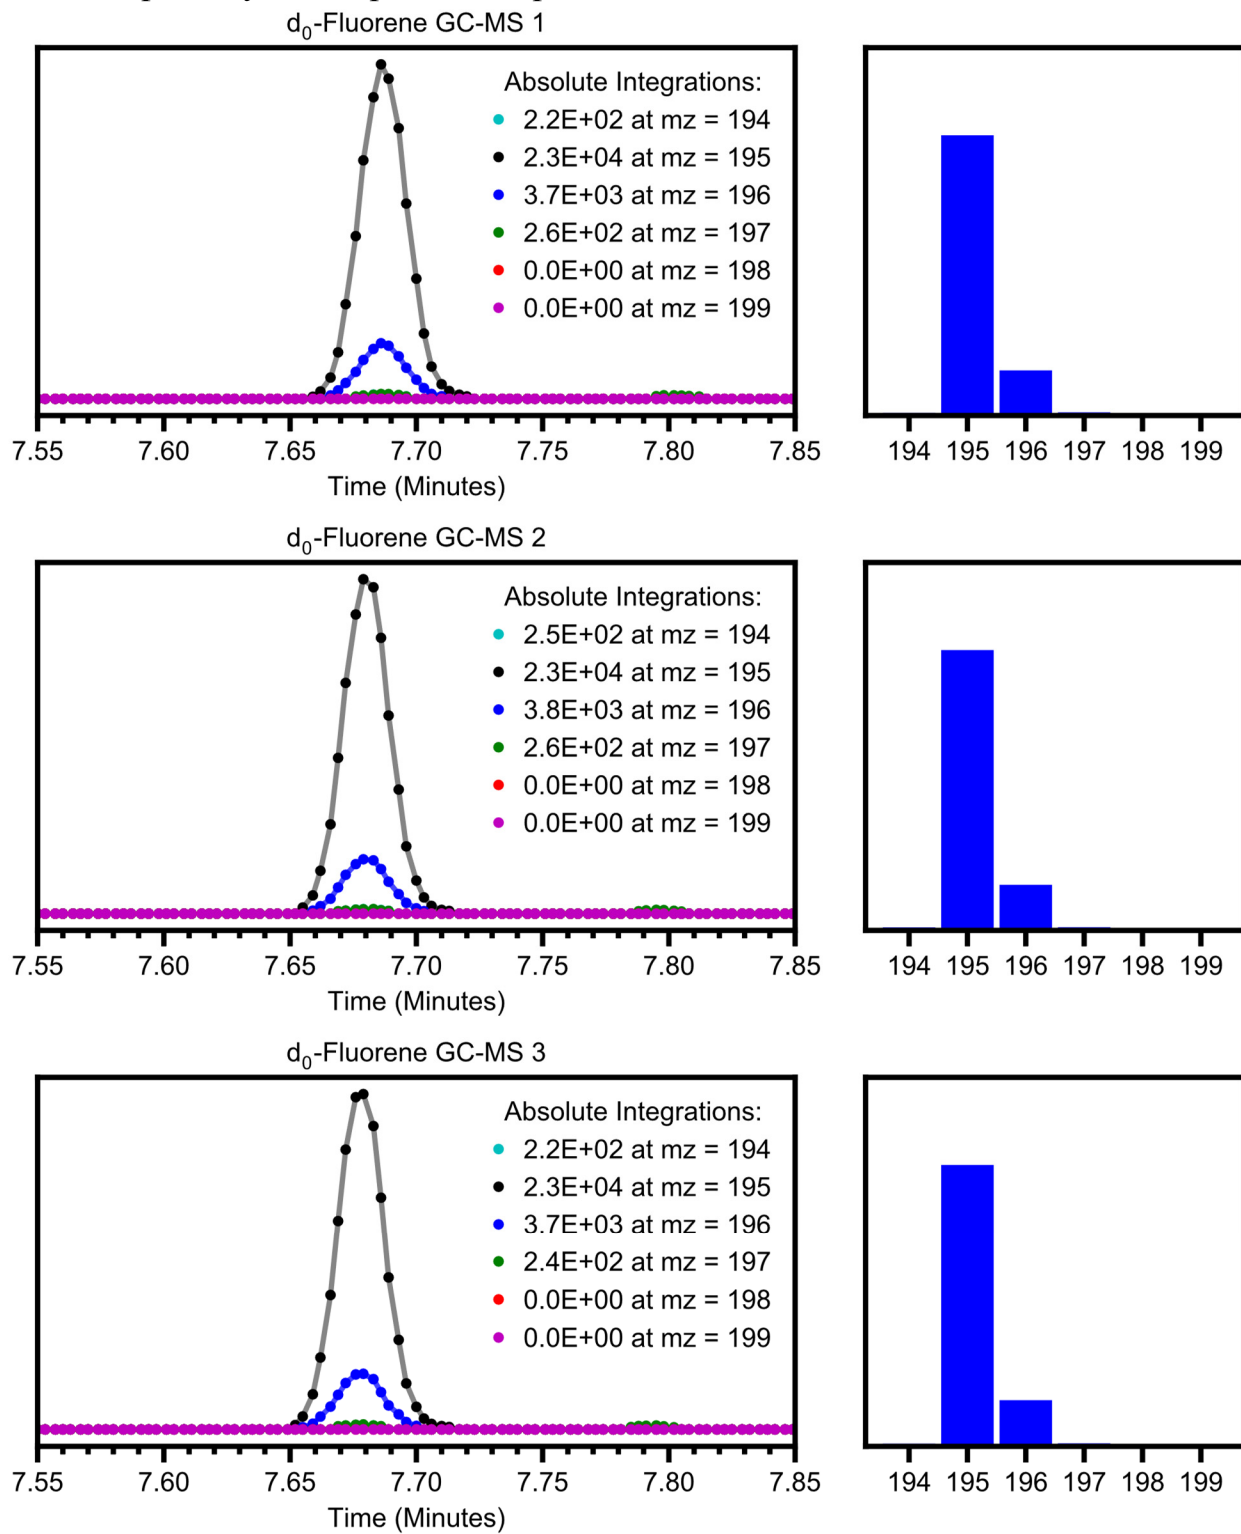 d0-Fluorene GC-MS 1
Absolute Integrations:
2.2E+02 at mz = 194
2.3E+04 at mz = 195
3.7E+03 at mz = 196
2.6E+02 at mz = 197
0.0E+00 at mz = 198
0.0E+00 at mz = 199
7.55 7.60 7.65 7.70 7.75 7.80 7.85
Time (Minutes)
194 195 196 197 198 199
d0-Fluorene GC-MS 2
Absolute Integrations:
2.5E+02 at mz = 194
2.3E+04 at mz = 195
3.8E+03 at mz = 196
2.6E+02 at mz = 197
0.0E+00 at mz = 198
0.0E+00 at mz = 199
7.55 7.60 7.65 7.70 7.75 7.80 7.85
Time (Minutes)
194 195 196 197 198 199
d0-Fluorene GC-MS 3
Absolute Integrations:
2.2E+02 at mz = 194
2.3E+04 at mz = 195
3.7E+03 at mz = 196
2.4E+02 at mz = 197
0.0E+00 at mz = 198
0.0E+00 at mz = 199
7.55 7.60 7.65 7.70 7.75 7.80 7.85
Time (Minutes)
194 195 196 197 198 199